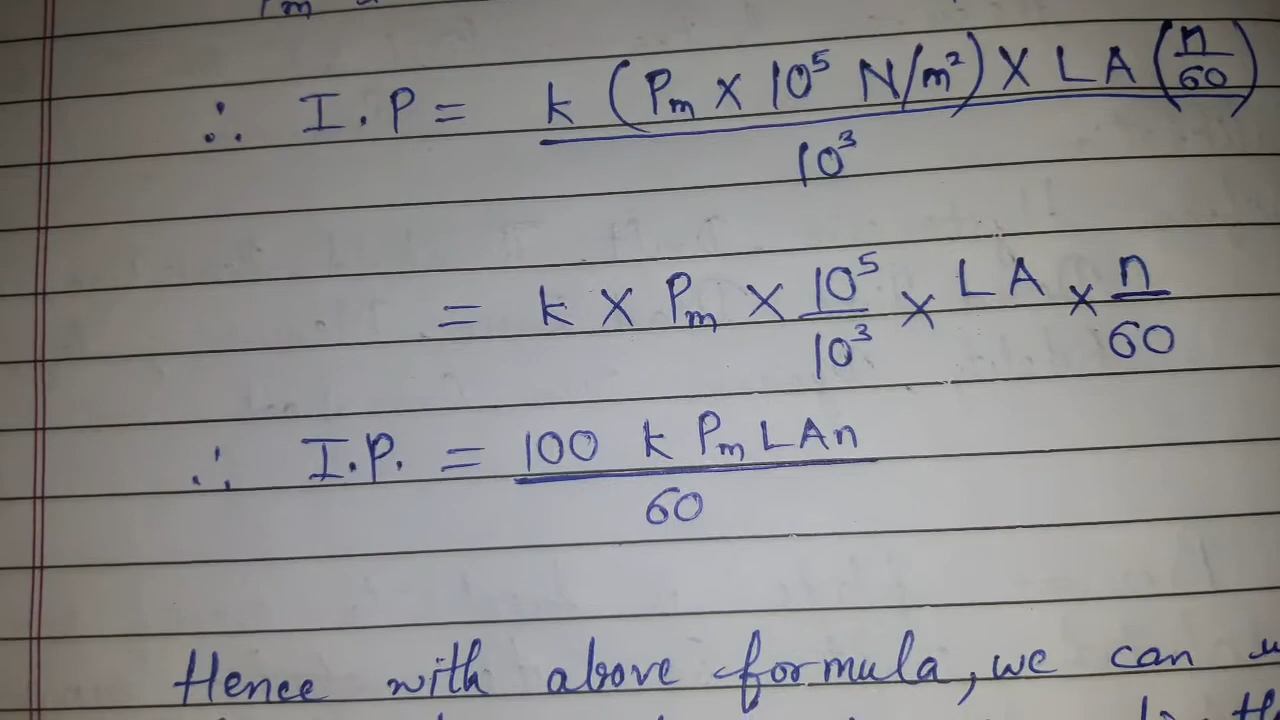 m
∴ I.P = k (Pm × 10⁵ N/m²) × L A (n/60) / 10³
= k × Pm × 10⁵/10³ × LA × n/60
∴ I.P. = 100 k Pm LAn / 60
Hence with above formula, we can